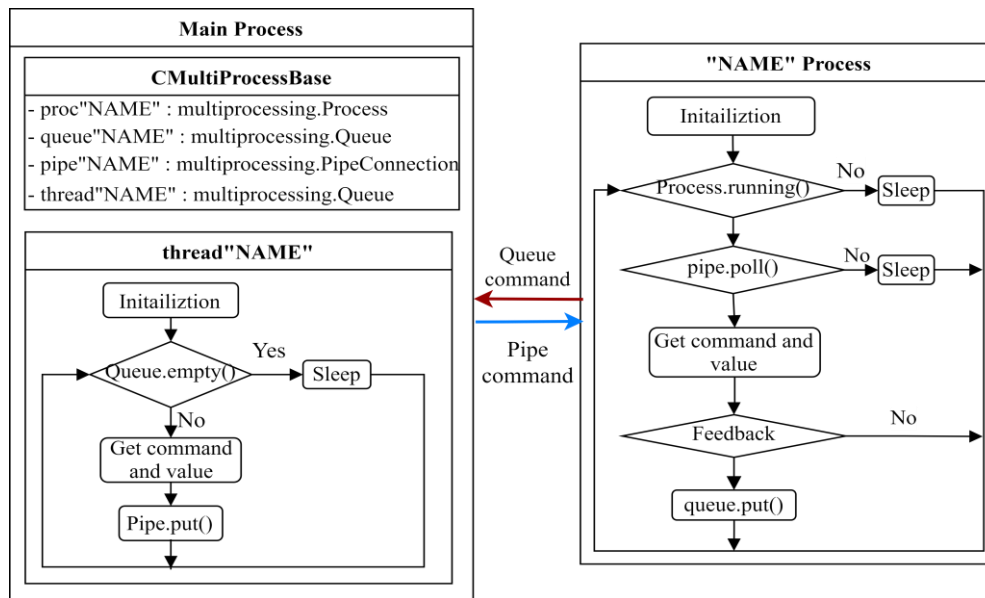 Main Process
CMultiProcessBase
- proc"NAME" : multiprocessing.Process
- queue"NAME" : multiprocessing.Queue
- pipe"NAME" : multiprocessing.PipeConnection
- thread"NAME" : multiprocessing.Queue
thread"NAME"
Initailiztion
Queue.empty()
Yes
Sleep
No
Get command
and value
Pipe.put()
Queue
command
Pipe
command
"NAME" Process
Initailiztion
Process.running()
No
Sleep
pipe.poll()
No
Sleep
Get command and
value
Feedback
No
queue.put()